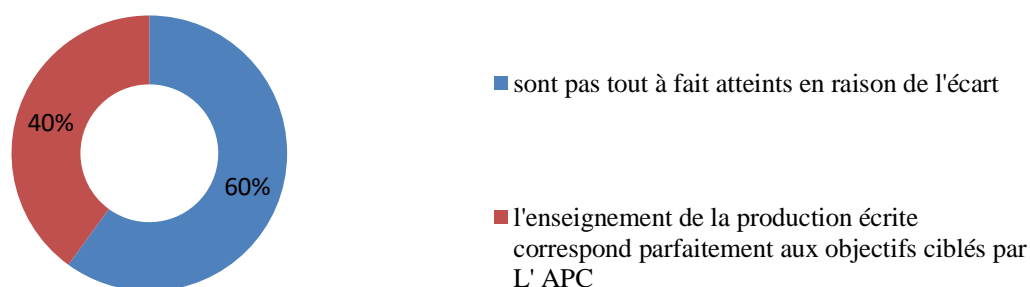 40%
60%
sont pas tout à fait atteints en raison de l'écart
l'enseignement de la production écrite
correspond parfaitement aux objectifs ciblés par
L' APC